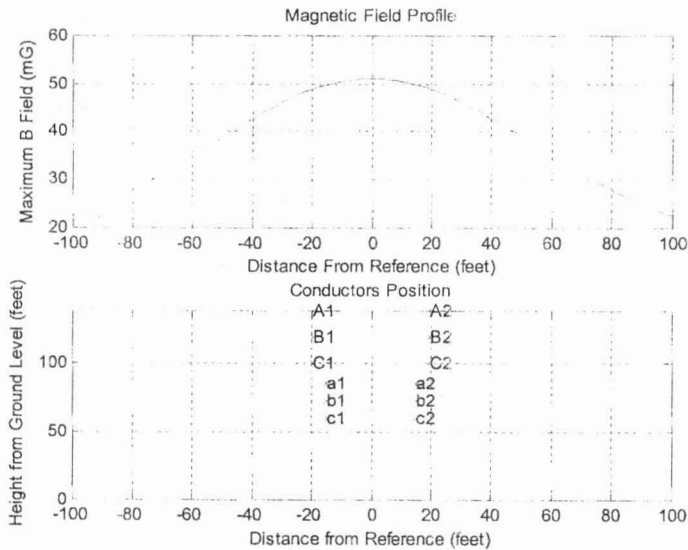 Magnetic Field Profile
Maximum B Field (mG)
60
50
40
30
20
-100 -80 -60 -40 -20 0 20 40 60 80 100
Distance From Reference (feet)
Conductors Position
Height from Ground Level (feet)
A1 A2
B1 B2
100 C1 C2
a1 a2
b1 b2
c1 c2
50
0
-100 -80 -60 -40 -20 0 20 40 60 80 100
Distance from Reference (feet)